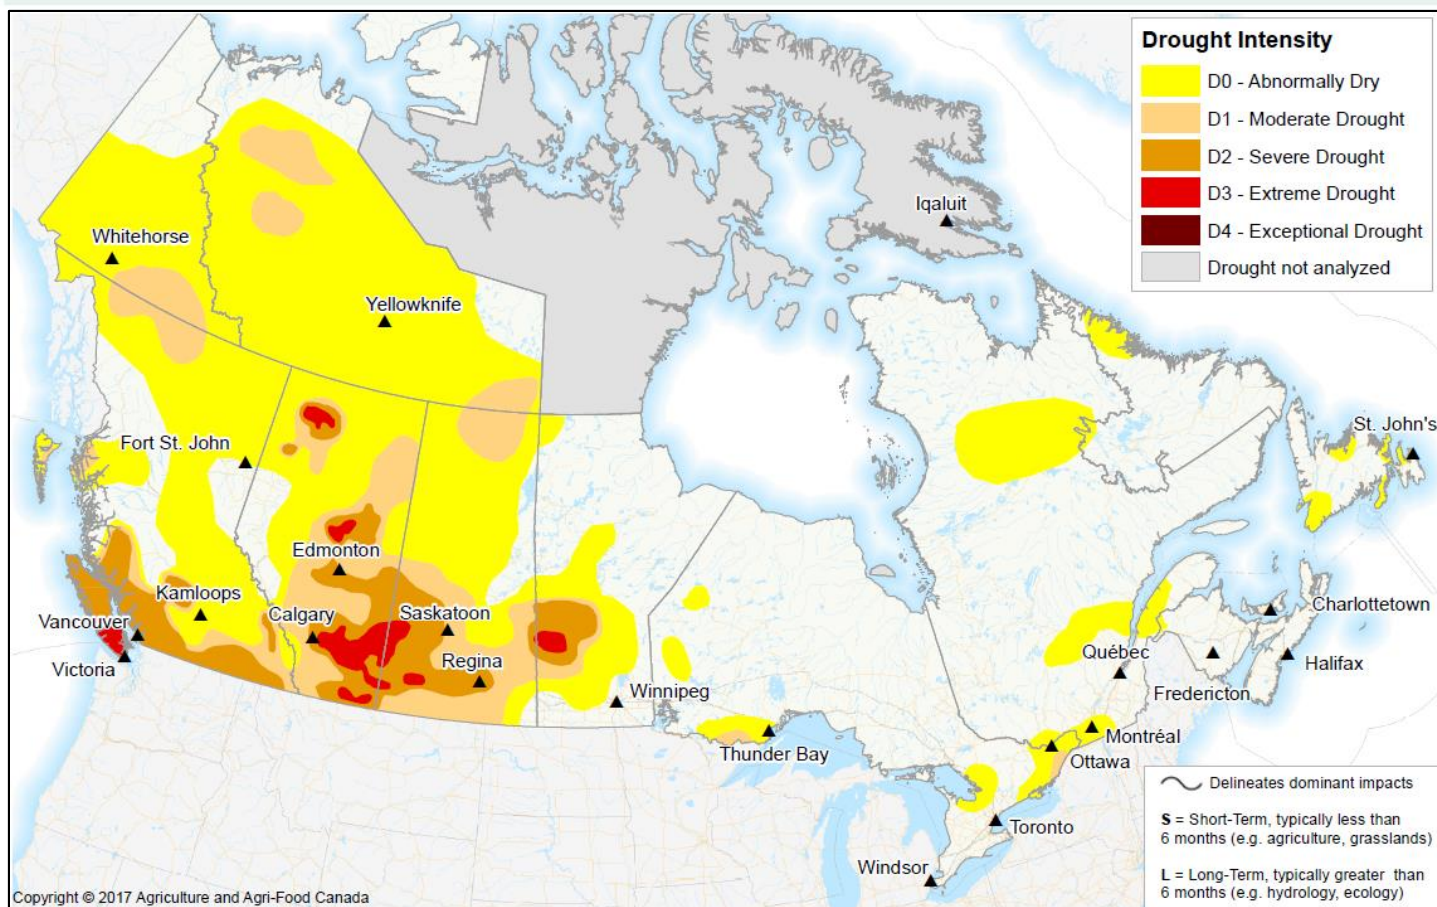 Drought Intensity
D0 - Abnormally Dry
D1 - Moderate Drought
D2 - Severe Drought
D3 - Extreme Drought
D4 - Exceptional Drought
Drought not analyzed
Iqaluit
Whitehorse
Yellowknife
St. John's
Fort St. John
Edmonton
Kamloops
Calgary
Saskatoon
Vancouver
Charlottetown
Québec
Halifax
Victoria
Regina
Winnipeg
Fredericton
Montréal
Thunder Bay
Ottawa
Toronto
Windsor
Delineates dominant impacts
S = Short-Term, typically less than
6 months (e.g. agriculture, grasslands)
L = Long-Term, typically greater than
6 months (e.g. hydrology, ecology)
Copyright © 2017 Agriculture and Agri-Food Canada